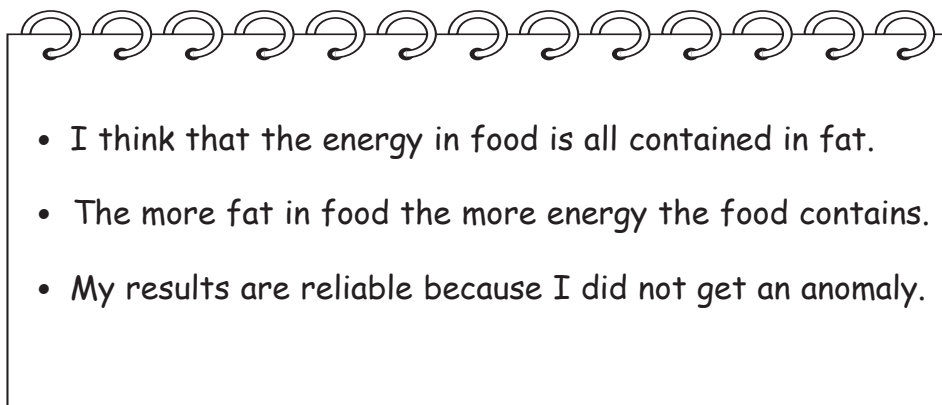 • I think that the energy in food is all contained in fat.
• The more fat in food the more energy the food contains.
• My results are reliable because I did not get an anomaly.